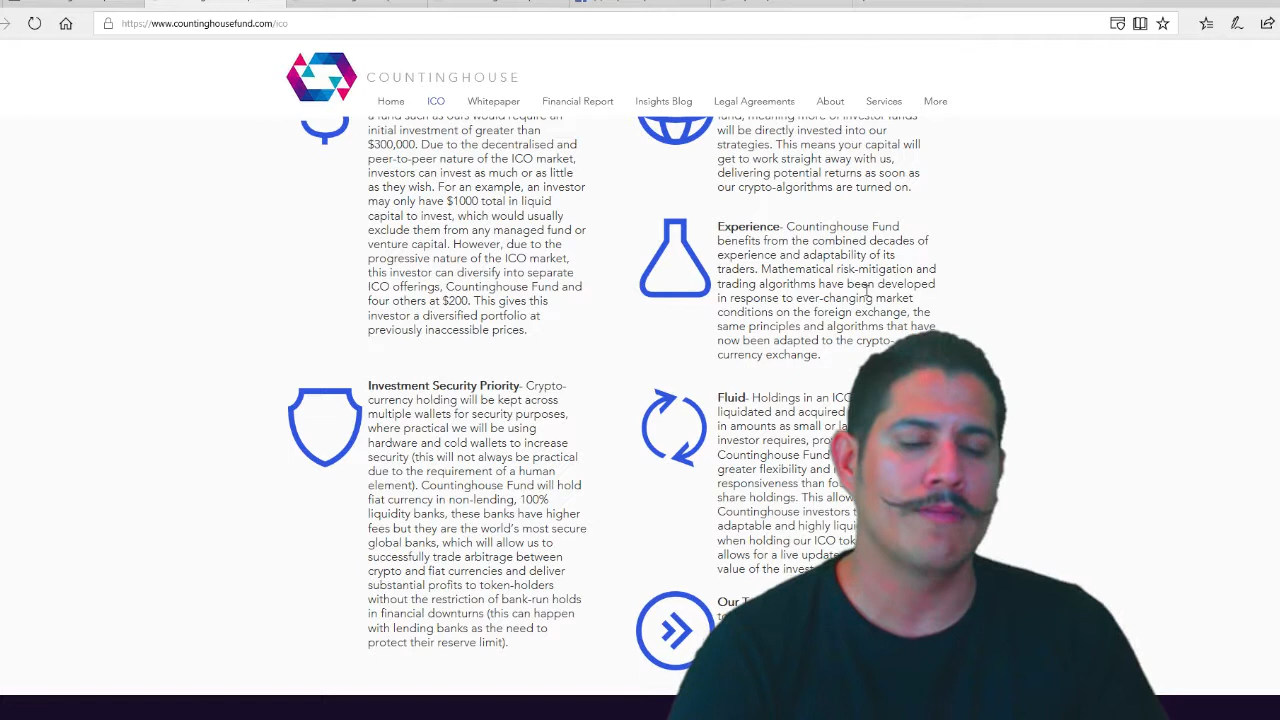 https://www.countinghousefund.com/ico
COUNTINGHOUSE
Home ICO Whitepaper Financial Report Insights Blog Legal Agreements About Services More
a fund such as ours would require an
initial investment of greater than
$300,000. Due to the decentralised and
peer-to-peer nature of the ICO market,
investors can invest as much or as little
as they wish. For an example, an investor
may only have $1000 total in liquid
capital to invest, which would usually
exclude them from any managed fund or
venture capital. However, due to the
progressive nature of the ICO market,
this investor can diversify into separate
ICO offerings, Countinghouse Fund and
four others at $200. This gives this
investor a diversified portfolio at
previously inaccessible prices.
Investment Security Priority- Crypto-
currency holding will be kept across
multiple wallets for security purposes,
where practical we will be using
hardware and cold wallets to increase
security (this will not always be practical
due to the requirement of a human
element). Countinghouse Fund will hold
fiat currency in non-lending, 100%
liquidity banks, these banks have higher
fees but they are the world's most secure
global banks, which will allow us to
successfully trade arbitrage between
crypto and fiat currencies and deliver
substantial profits to token-holders
without the restriction of bank-run holds
in financial downturns (this can happen
with lending banks as the need to
protect their reserve limit).
fund, meaning more of investor funds
will be directly invested into our
strategies. This means your capital will
get to work straight away with us,
delivering potential returns as soon as
our crypto-algorithms are turned on.
Experience- Countinghouse Fund
benefits from the combined decades of
experience and adaptability of its
traders. Mathematical risk-mitigation and
trading algorithms have been developed
in response to ever-changing market
conditions on the foreign exchange, the
same principles and algorithms that have
now been adapted to the crypto-
currency exchange.
Fluid- Holdings in an ICO
liquidated and acquired
in amounts as small or
investor requires,
Countinghouse Fund
greater flexibility and
responsiveness than
share holdings. This
Countinghouse investors
adaptable and highly
when holding our ICO
allows for a live
value of the
Our